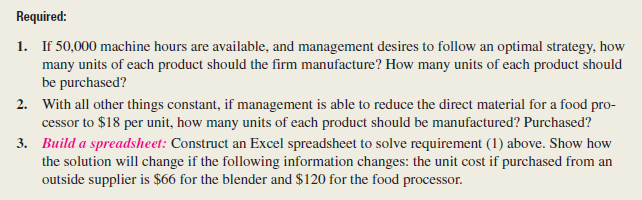 Required:
1. If 50,000 machine hours are available, and management desires to follow an optimal strategy, how
many units of each product should the firm manufacture? How many units of each product should
be purchased?
2. With all other things constant, if management is able to reduce the direct material for a food pro-
cessor to $18 per unit, how many units of each product should be manufactured? Purchased?
3. Build a spreadsheet: Construct an Excel spreadsheet to solve requirement (1) above. Show how
the solution will change if the following information changes: the unit cost if purchased from an
outside supplier is $66 for the blender and $120 for the food processor.